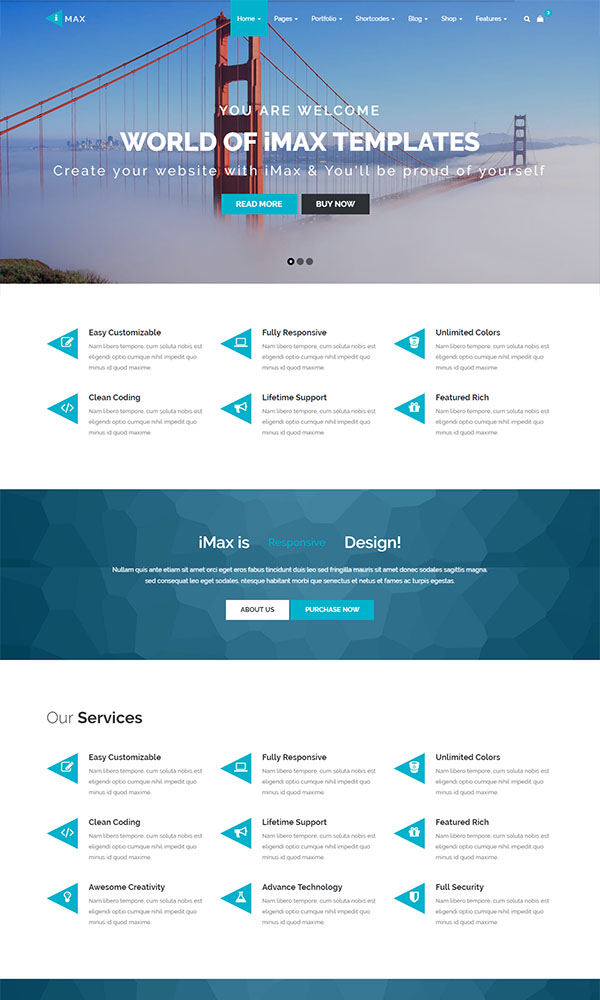 i MAX
Home Pages Portfolio Shortcodes Blog Shop Features 3
YOU ARE WELCOME
WORLD OF iMAX TEMPLATES
Create your website with iMax & You'll be proud of yourself
READ MORE BUY NOW
Easy Customizable
Nam libero tempore, cum soluta nobis est
eligendi optio cumque nihil impedit quo
minus id quod maxime.
Fully Responsive
Nam libero tempore, cum soluta nobis est
eligendi optio cumque nihil impedit quo
minus id quod maxime.
Unlimited Colors
Nam libero tempore, cum soluta nobis est
eligendi optio cumque nihil impedit quo
minus id quod maxime.
Clean Coding
Nam libero tempore, cum soluta nobis est
eligendi optio cumque nihil impedit quo
minus id quod maxime.
Lifetime Support
Nam libero tempore, cum soluta nobis est
eligendi optio cumque nihil impedit quo
minus id quod maxime.
Featured Rich
Nam libero tempore, cum soluta nobis est
eligendi optio cumque nihil impedit quo
minus id quod maxime.
iMax is Responsive Design!
Nullam quis ante etiam sit amet orci eget eros fabus tincidunt duis leo sed fringilla mauris sit amet donec sodales sagittis magna.
sed consequat leo eget sodales. ntesque habitant morbi que senectus et netus et fames ac turpis egestas.
ABOUT US PURCHASE NOW
Our Services
Easy Customizable
Nam libero tempore, cum soluta nobis est
eligendi optio cumque nihil impedit quo
minus id quod maxime.
Fully Responsive
Nam libero tempore, cum soluta nobis est
eligendi optio cumque nihil impedit quo
minus id quod maxime.
Unlimited Colors
Nam libero tempore, cum soluta nobis est
eligendi optio cumque nihil impedit quo
minus id quod maxime.
Clean Coding
Nam libero tempore, cum soluta nobis est
eligendi optio cumque nihil impedit quo
minus id quod maxime.
Lifetime Support
Nam libero tempore, cum soluta nobis est
eligendi optio cumque nihil impedit quo
minus id quod maxime.
Featured Rich
Nam libero tempore, cum soluta nobis est
eligendi optio cumque nihil impedit quo
minus id quod maxime.
Awesome Creativity
Nam libero tempore, cum soluta nobis est
eligendi optio cumque nihil impedit quo
minus id quod maxime.
Advance Technology
Nam libero tempore, cum soluta nobis est
eligendi optio cumque nihil impedit quo
minus id quod maxime.
Full Security
Nam libero tempore, cum soluta nobis est
eligendi optio cumque nihil impedit quo
minus id quod maxime.